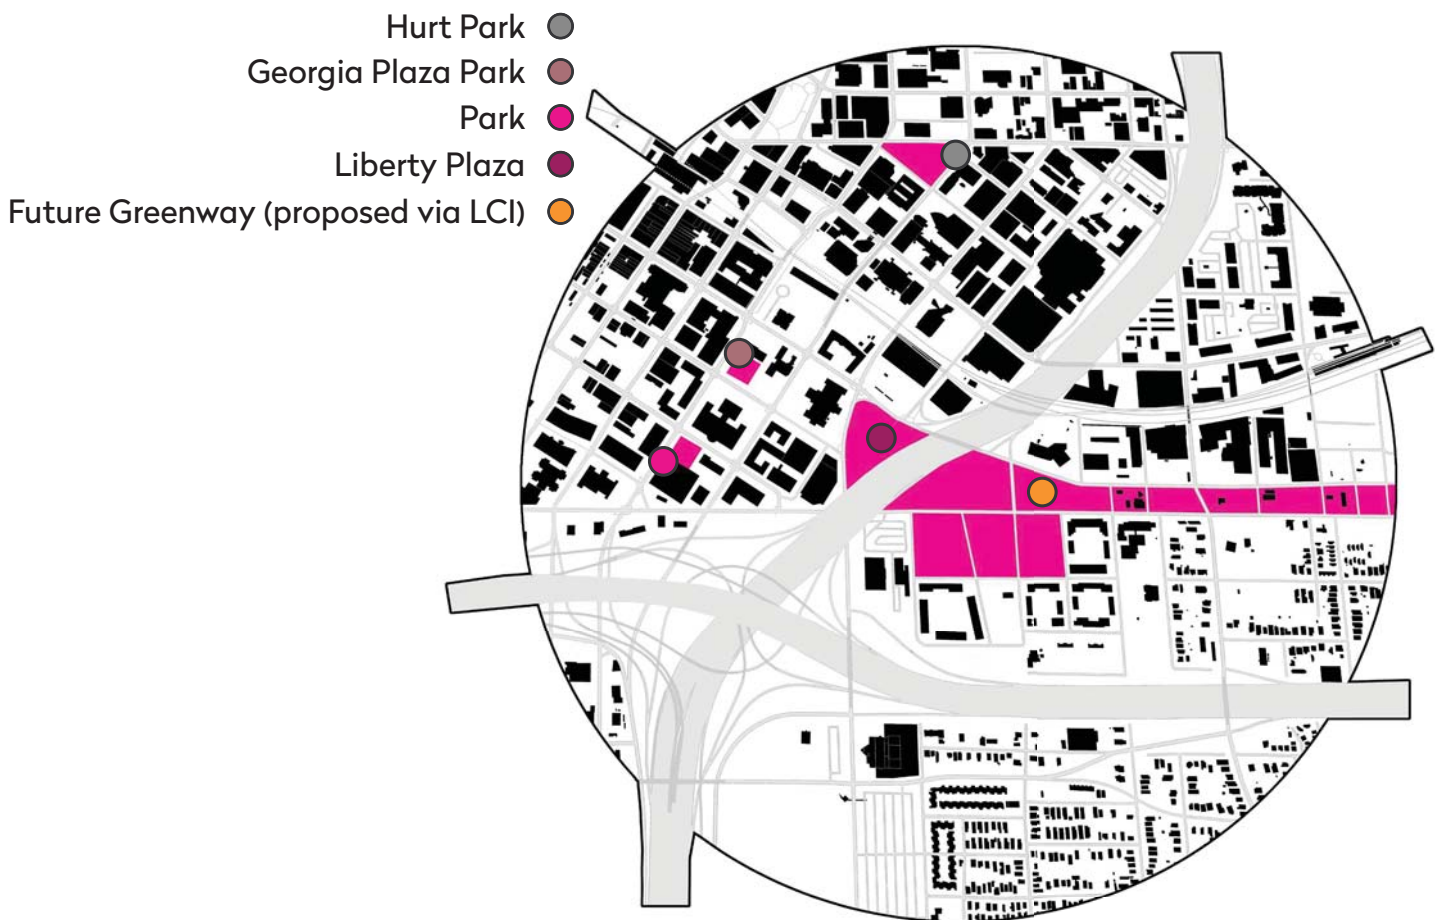 Hurt Park
Georgia Plaza Park
Park
Liberty Plaza
Future Greenway (proposed via LCI)